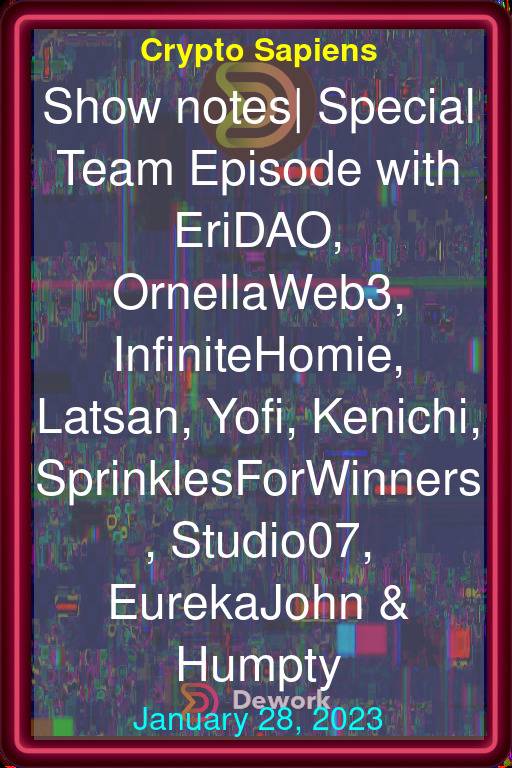 Crypto Sapiens
Show notes| Special
Team Episode with
EriDAO,
OrnellaWeb3,
InfiniteHomie,
Latsan, Yofi, Kenichi,
SprinklesForWinners
, Studio07,
EurekaJohn &
Humpty
Dework
January 28, 2023